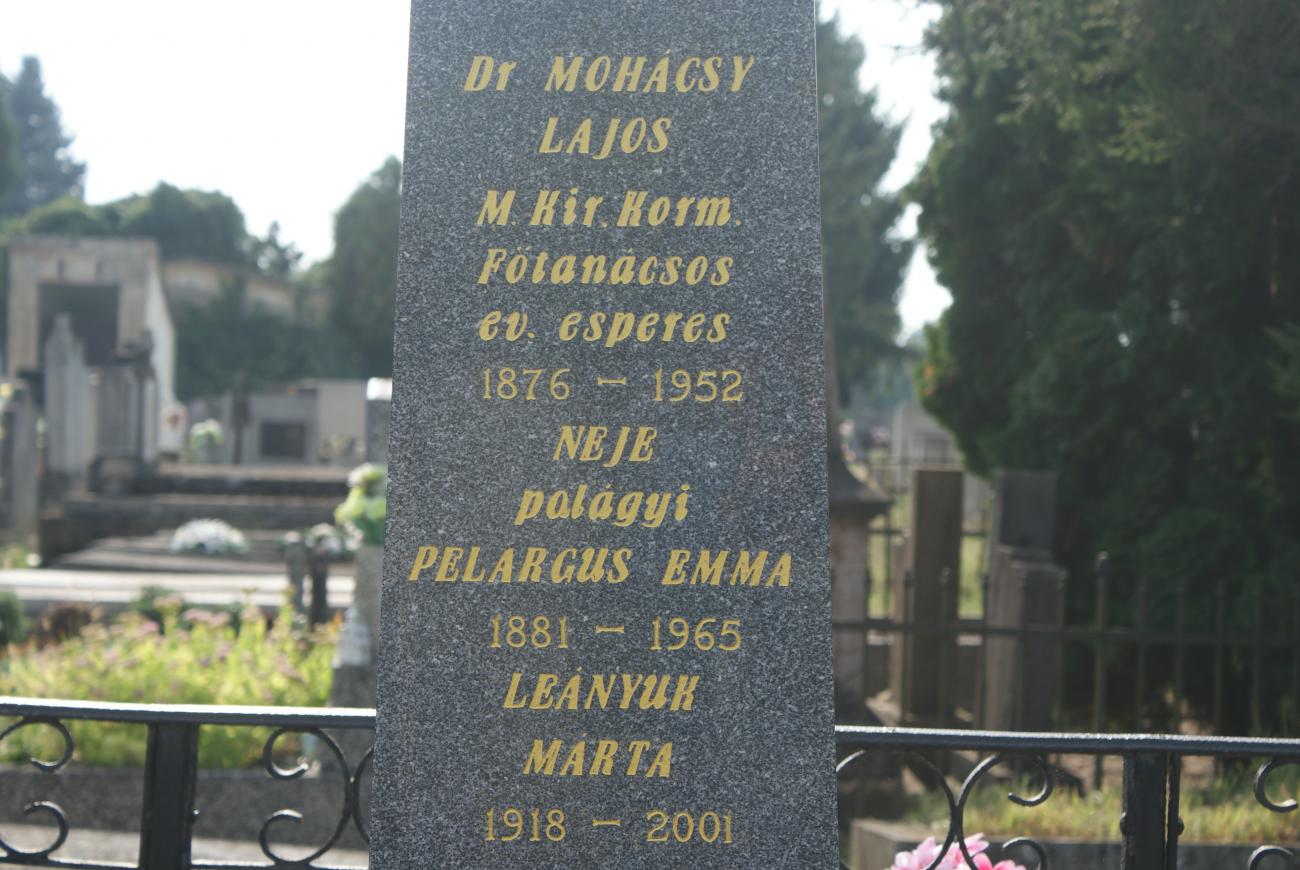 Dr MOHÁCSY
LAJOS
M. Kir. Korm.
Főtanácsos
ev. esperes
1876 – 1952
NEJE
palágyi
PELARGUS EMMA
1881 – 1965
LEÁNYUK
MÁRTA
1918 – 2001